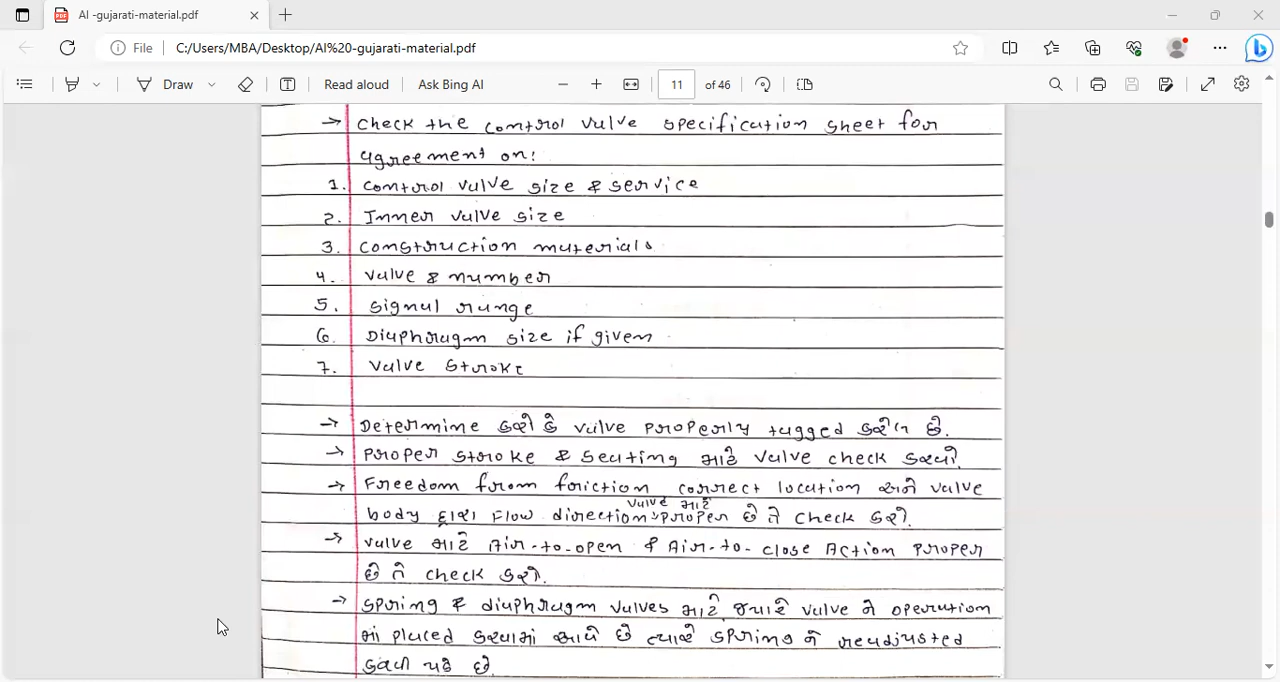 AI -gujarati-material.pdf
File C:/Users/MBA/Desktop/AI%20-gujarati-material.pdf
Draw Read aloud Ask Bing AI 11 of 46
→ Check the control valve specification sheet for
agreement on:
1. control valve size & service
2. Inner valve size
3. construction materials
4. valve & number
5. signal range
6. Diaphragm size if given
7. valve stroke
→ Determine કરો કે valve properly tagged કરેલ છે.
→ proper stroke & seating માટે valve check કરવો.
→ Freedom from friction correct location અને valve
body દ્વારા flow direction valve માટે proper છે તે check કરો.
→ valve માટે Air-to-open & Air-to-close Action proper
છે તે check કરો.
→ spring & diaphragm valves માટે જ્યારે valve ને operation
માં placed કરવામાં આવે છે ત્યારે spring ને readjusted
કરવી પડે છે.